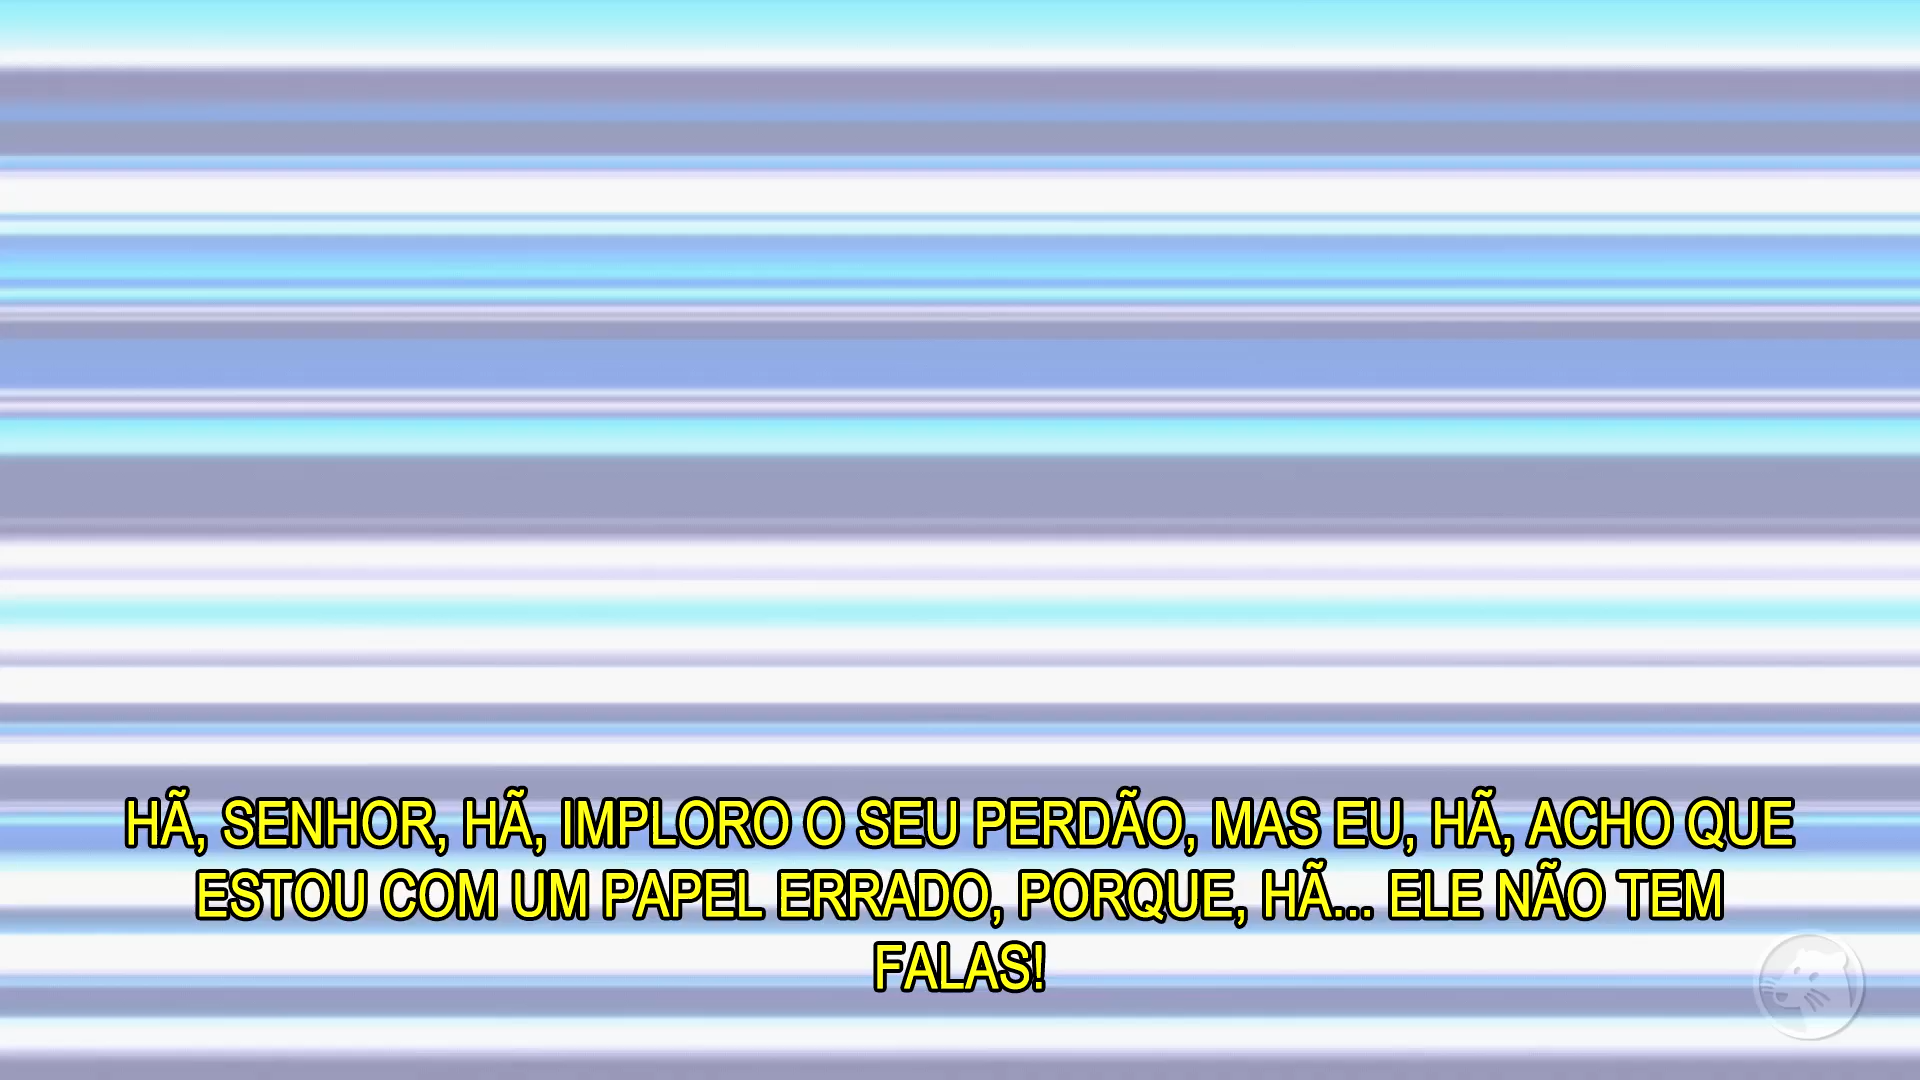 HÃ, SENHOR, HÃ, IMPLORO O SEU PERDÃO, MAS EU, HÃ, ACHO QUE
ESTOU COM UM PAPEL ERRADO, PORQUE, HÃ... ELE NÃO TEM
FALAS!